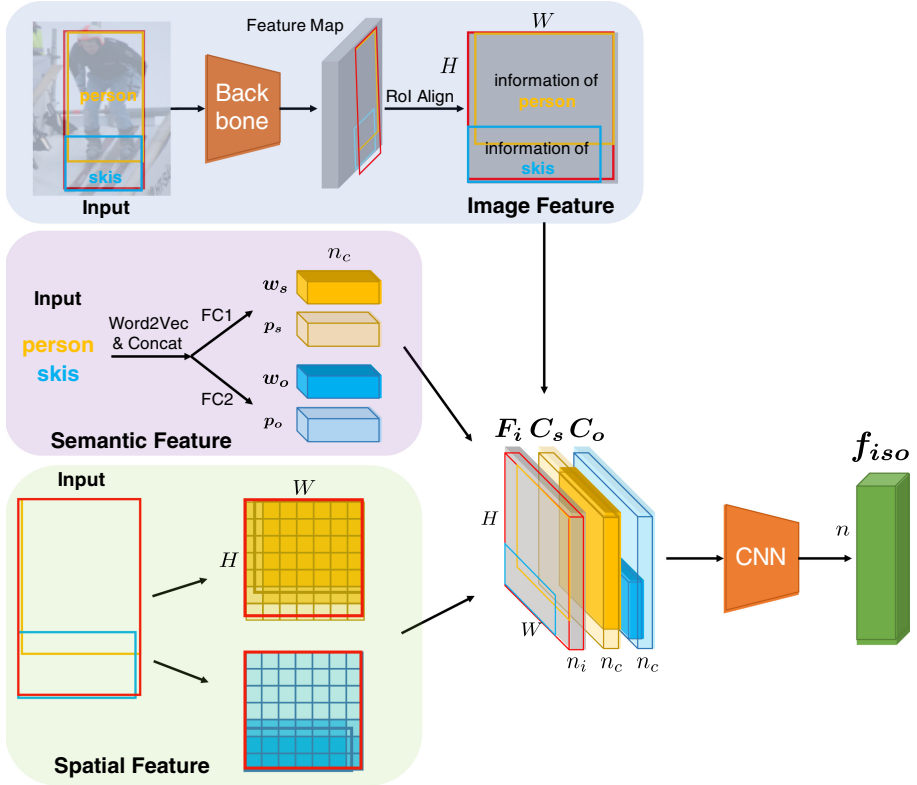 Feature Map
W
H
person
skis
Back
bone
RoI Align
information of
person
information of
skis
Input
Image Feature
n_c
Input
w_s
person
skis
Word2Vec
& Concat
FC1
p_s
FC2
w_o
p_o
Semantic Feature
F_i C_s C_o
f_iso
Input
W
H
H
W
n_i
n_c
n_c
CNN
n
Spatial Feature